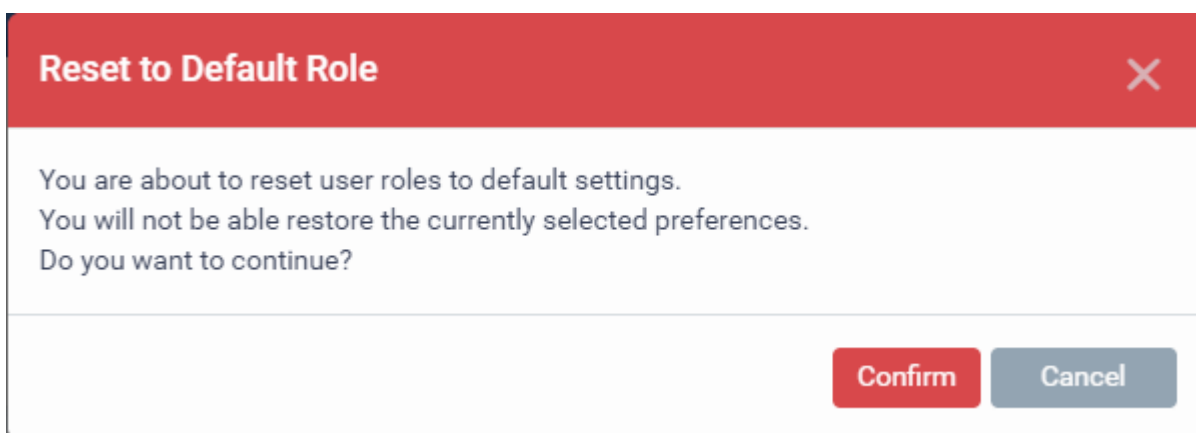 Reset to Default Role
You are about to reset user roles to default settings.
You will not be able restore the currently selected preferences.
Do you want to continue?
Confirm
Cancel